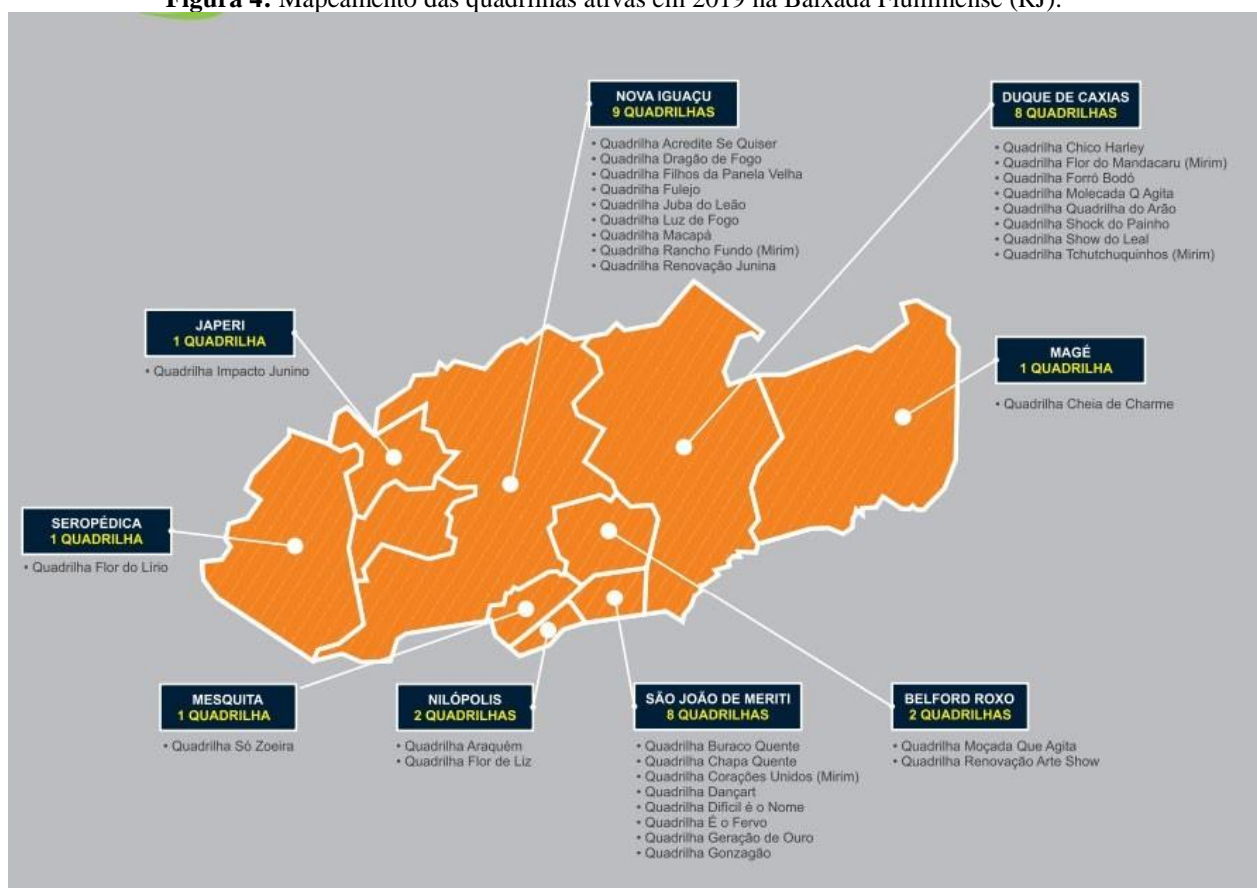 Figura 4: Mapeamento das quadrilhas ativas em 2019 na Baixada Fluminense (RJ).
NOVA IGUAÇU
9 QUADRILHAS
• Quadrilha Acredite Se Quiser
• Quadrilha Dragão de Fogo
• Quadrilha Filhos da Panela Velha
• Quadrilha Fulejo
• Quadrilha Juba do Leão
• Quadrilha Luz de Fogo
• Quadrilha Macapá
• Quadrilha Rancho Fundo (Mirim)
• Quadrilha Renovação Junina
DUQUE DE CAXIAS
8 QUADRILHAS
• Quadrilha Chico Harley
• Quadrilha Flor do Mandacaru (Mirim)
• Quadrilha Forró Bodó
• Quadrilha Molecada Q Agita
• Quadrilha Quadrilha do Arão
• Quadrilha Shock do Painho
• Quadrilha Show do Leal
• Quadrilha Tchutchuquinhos (Mirim)
JAPERI
1 QUADRILHA
• Quadrilha Impacto Junino
MAGÉ
1 QUADRILHA
• Quadrilha Cheia de Charme
SEROPÉDICA
1 QUADRILHA
• Quadrilha Flor do Lírio
MESQUITA
1 QUADRILHA
• Quadrilha Só Zoeira
NILÓPOLIS
2 QUADRILHAS
• Quadrilha Araquém
• Quadrilha Flor de Liz
SÃO JOÃO DE MERITI
8 QUADRILHAS
• Quadrilha Buraco Quente
• Quadrilha Chapa Quente
• Quadrilha Corações Unidos (Mirim)
• Quadrilha Dançart
• Quadrilha Difícil é o Nome
• Quadrilha É o Fervo
• Quadrilha Geração de Ouro
• Quadrilha Gonzagão
BELFORD ROXO
2 QUADRILHAS
• Quadrilha Moçada Que Agita
• Quadrilha Renovação Arte Show